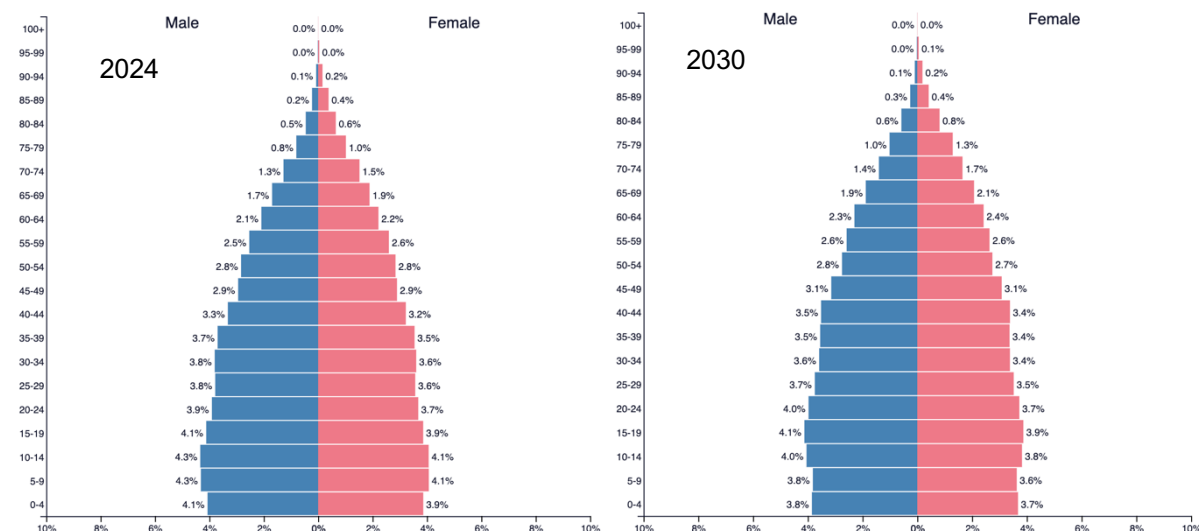 Male Female
2024
100+ 0.0% 0.0%
95-99 0.0% 0.0%
90-94 0.1% 0.2%
85-89 0.2% 0.4%
80-84 0.5% 0.6%
75-79 0.8% 1.0%
70-74 1.3% 1.5%
65-69 1.7% 1.9%
60-64 2.1% 2.2%
55-59 2.5% 2.6%
50-54 2.8% 2.8%
45-49 2.9% 2.9%
40-44 3.3% 3.2%
35-39 3.7% 3.5%
30-34 3.8% 3.6%
25-29 3.8% 3.6%
20-24 3.9% 3.7%
15-19 4.1% 3.9%
10-14 4.3% 4.1%
5-9 4.3% 4.1%
0-4 4.1% 3.9%
10% 8% 6% 4% 2% 0% 2% 4% 6% 8% 10%
Male Female
2030
100+ 0.0% 0.0%
95-99 0.0% 0.1%
90-94 0.1% 0.2%
85-89 0.3% 0.4%
80-84 0.6% 0.8%
75-79 1.0% 1.3%
70-74 1.4% 1.7%
65-69 1.9% 2.1%
60-64 2.3% 2.4%
55-59 2.6% 2.6%
50-54 2.8% 2.7%
45-49 3.1% 3.1%
40-44 3.5% 3.4%
35-39 3.5% 3.4%
30-34 3.6% 3.4%
25-29 3.7% 3.5%
20-24 4.0% 3.7%
15-19 4.1% 3.9%
10-14 4.0% 3.8%
5-9 3.8% 3.6%
0-4 3.8% 3.7%
10% 8% 6% 4% 2% 0% 2% 4% 6% 8% 10%